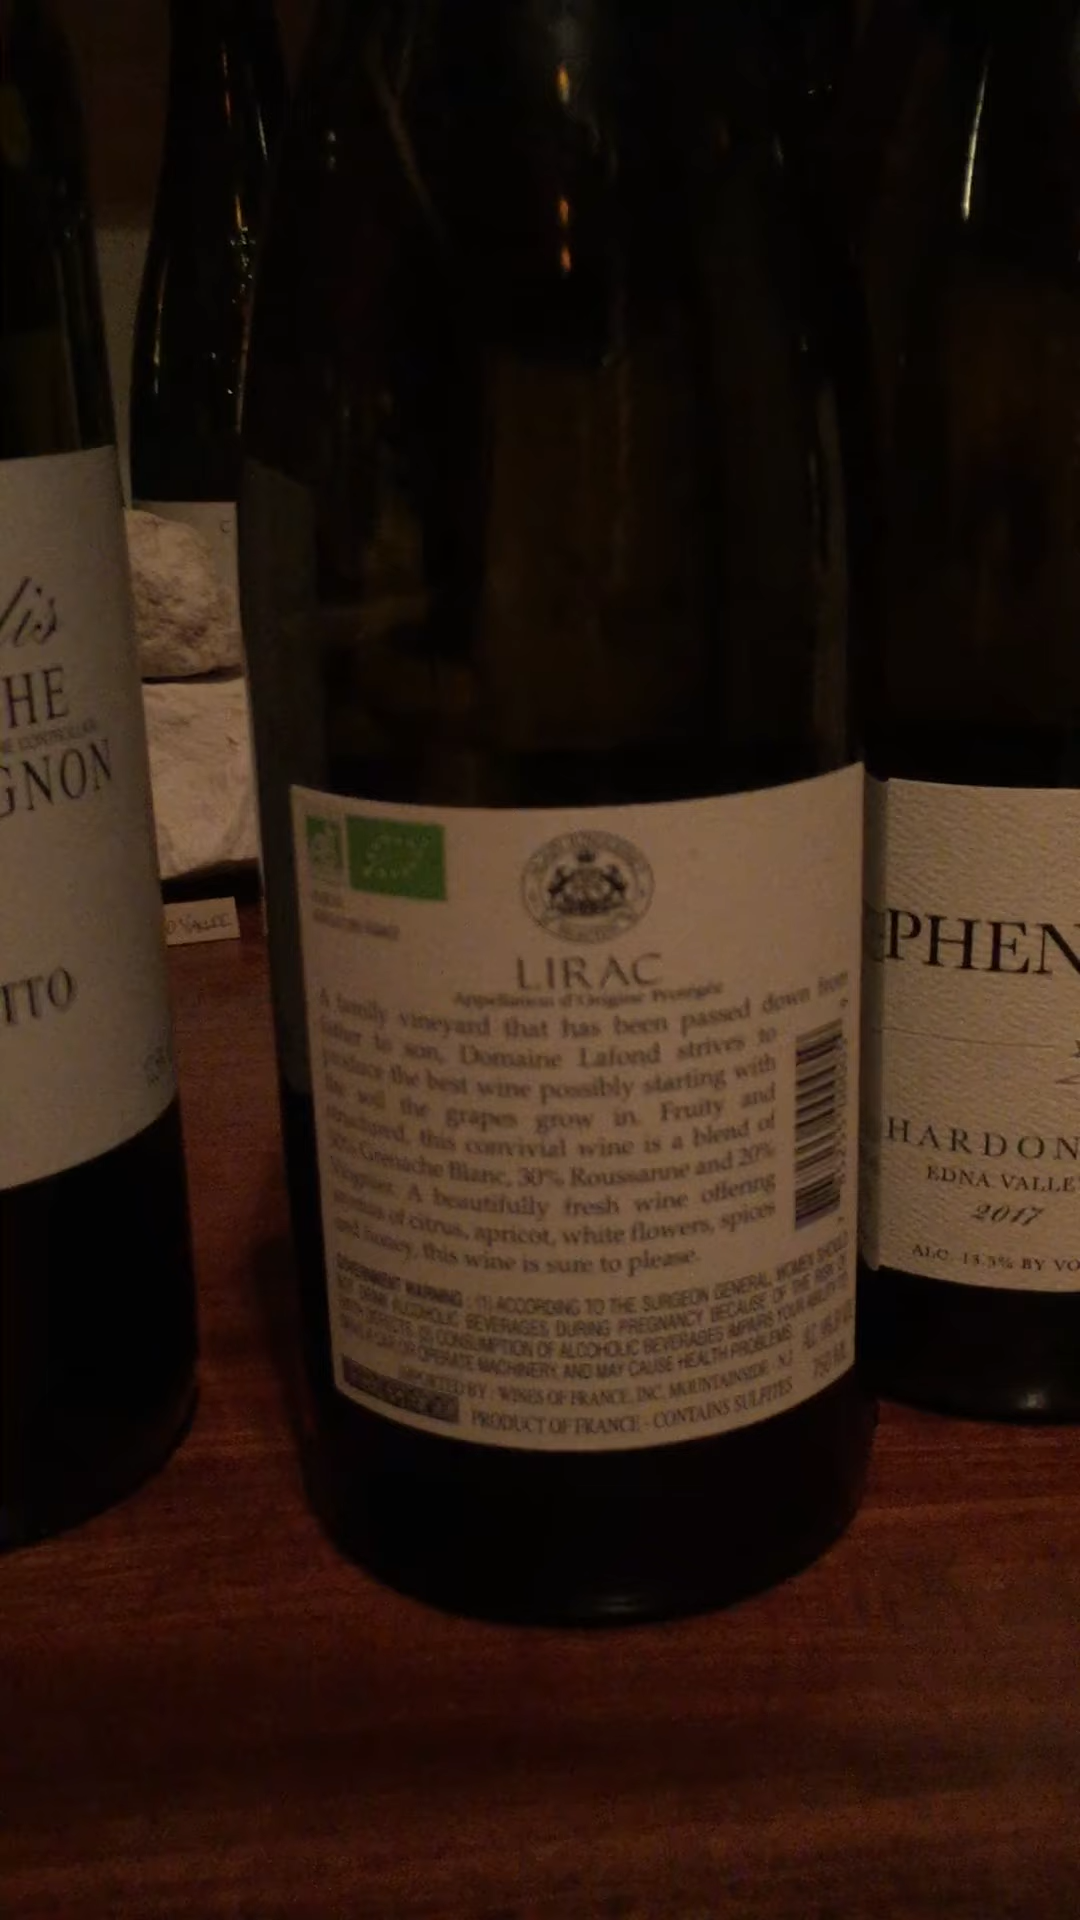 lis
HE
GNON
ITTO
LIRAC
Appellation d'Origine Protégée
A family vineyard that has been passed down from
father to son, Domaine Lafond strives to
produce the best wine possibly starting with
the soil the grapes grow in. Fruity and
structured, this convivial wine is a blend of
Grenache Blanc, 30% Roussanne and 20%
Viognier. A beautifully fresh wine offering
aromas of citrus, apricot, white flowers, spices
and honey, this wine is sure to please.
GOVERNMENT WARNING : (1) ACCORDING TO THE SURGEON GENERAL, WOMEN SHOULD
NOT DRINK ALCOHOLIC BEVERAGES DURING PREGNANCY BECAUSE OF THE RISK OF
BIRTH DEFECTS. (2) CONSUMPTION OF ALCOHOLIC BEVERAGES IMPAIRS YOUR ABILITY TO
DRIVE A CAR OR OPERATE MACHINERY, AND MAY CAUSE HEALTH PROBLEMS.
IMPORTED BY : WINES OF FRANCE, INC. MOUNTAINSIDE - NJ 750 ML
PRODUCT OF FRANCE - CONTAINS SULFITES
PHEN
HARDON
EDNA VALLE
2017
ALC. 13.5% BY VO